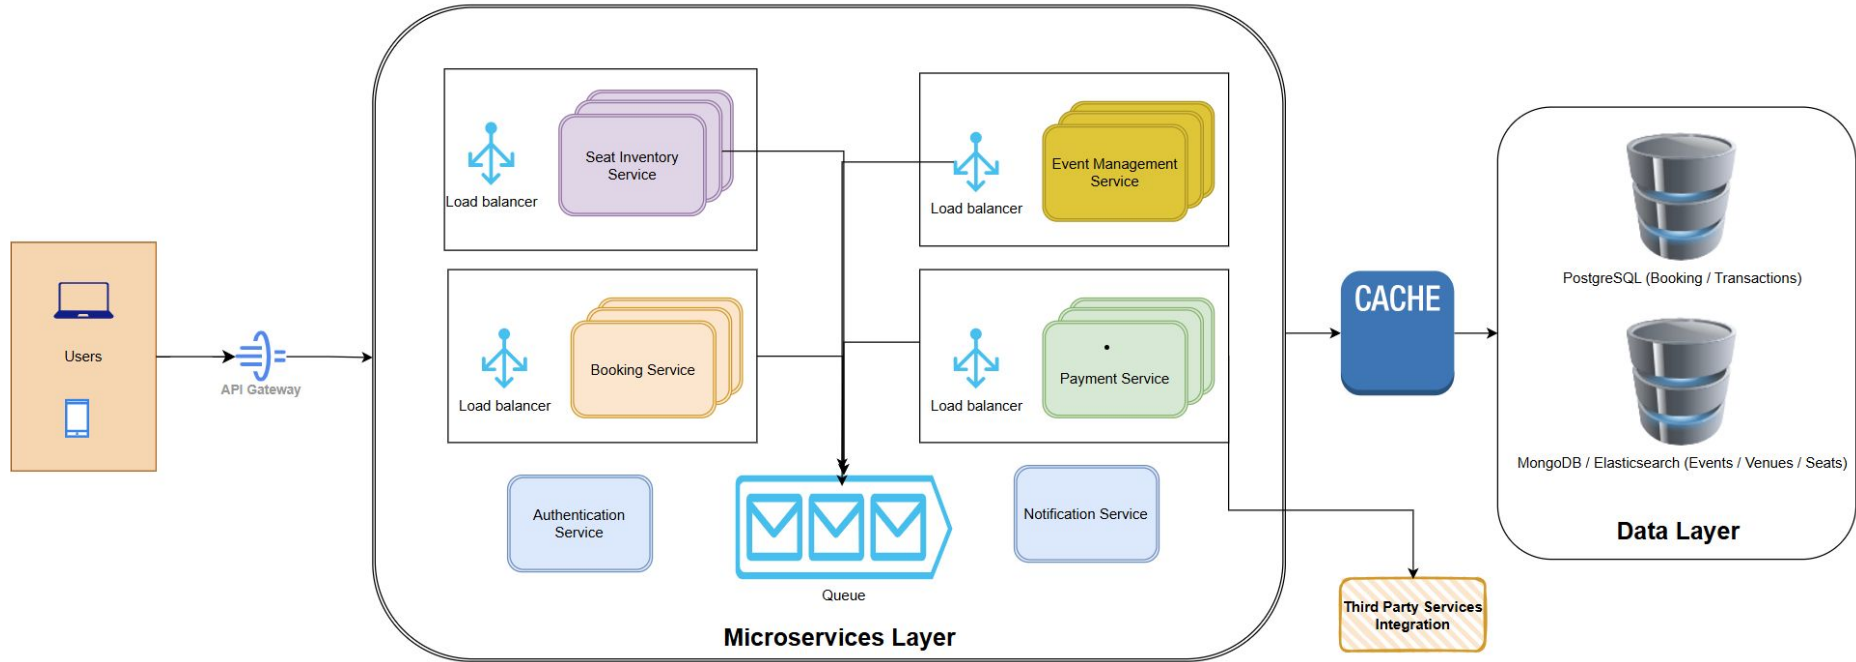 Seat Inventory
Service
Load balancer
Event Management
Service
Load balancer
Users
API Gateway
Booking Service
Load balancer
Payment Service
Load balancer
Authentication
Service
Notification Service
Queue
Microservices Layer
CACHE
PostgreSQL (Booking / Transactions)
MongoDB / Elasticsearch (Events / Venues / Seats)
Data Layer
Third Party Services
Integration